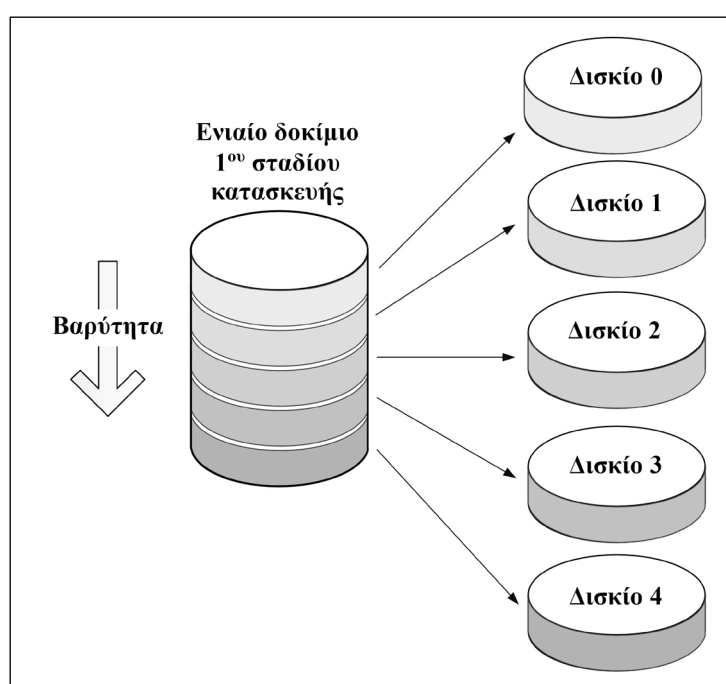 Ενιαίο δοκίμιο
1ου σταδίου
κατασκευής
Βαρύτητα
Δισκίο 0
Δισκίο 1
Δισκίο 2
Δισκίο 3
Δισκίο 4